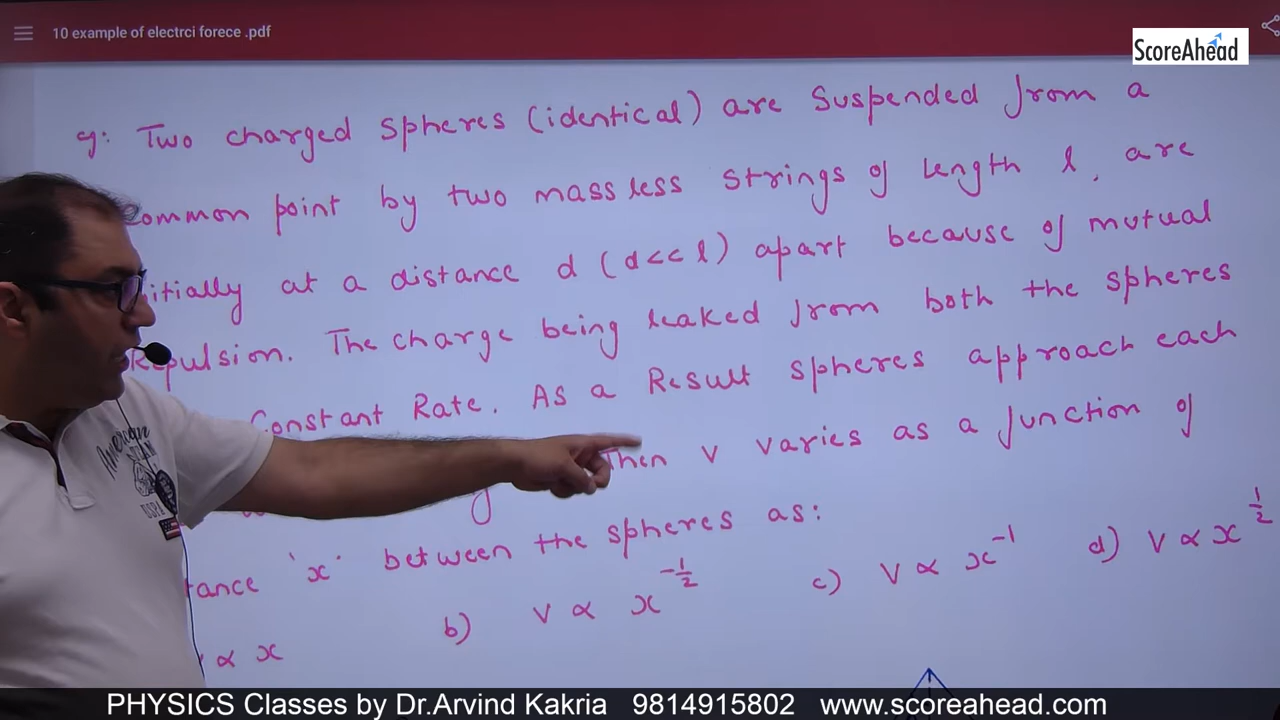 10 example of electrci forece .pdf
ScoreAhead
Two charged spheres (identical) are suspended from a
common point by two massless strings of length l, are
itially at a distance d (d<<l) apart because of mutual
Repulsion. The charge being leaked from both the spheres
Constant Rate. As a Result spheres approach each
Then v varies as a function of
tance 'x' between the spheres as:
∝ x b) v ∝ x^-1/2 c) v ∝ x^-1 d) v ∝ x^1/2
PHYSICS Classes by Dr.Arvind Kakria 9814915802 www.scoreahead.com